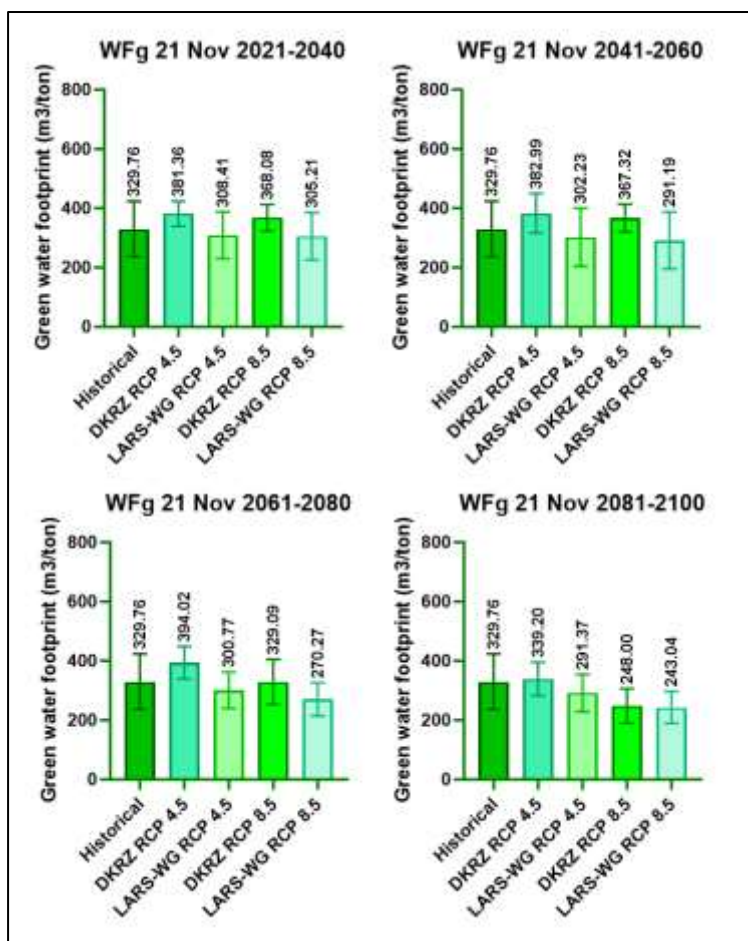 WFg 21 Nov 2021-2040
Green water footprint (m3/ton)
800
600
400
200
0
329.76
381.36
308.41
368.08
305.21
Historical
DKRZ RCP 4.5
LARS-WG RCP 4.5
DKRZ RCP 8.5
LARS-WG RCP 8.5
WFg 21 Nov 2041-2060
Green water footprint (m3/ton)
800
600
400
200
0
329.76
382.99
302.23
367.32
291.19
Historical
DKRZ RCP 4.5
LARS-WG RCP 4.5
DKRZ RCP 8.5
LARS-WG RCP 8.5
WFg 21 Nov 2061-2080
Green water footprint (m3/ton)
800
600
400
200
0
329.76
394.02
300.77
329.09
270.27
Historical
DKRZ RCP 4.5
LARS-WG RCP 4.5
DKRZ RCP 8.5
LARS-WG RCP 8.5
WFg 21 Nov 2081-2100
Green water footprint (m3/ton)
800
600
400
200
0
329.76
339.20
291.37
248.00
243.04
Historical
DKRZ RCP 4.5
LARS-WG RCP 4.5
DKRZ RCP 8.5
LARS-WG RCP 8.5